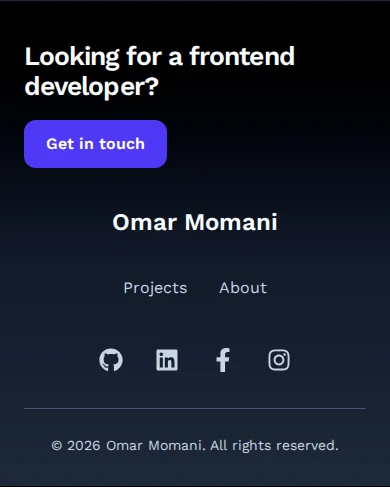 Looking for a frontend
developer?
Get in touch
Omar Momani
Projects About
© 2026 Omar Momani. All rights reserved.